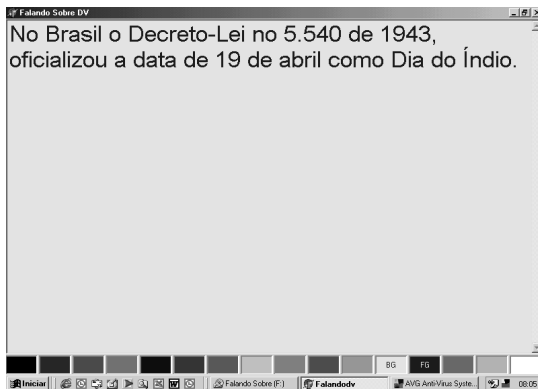 Falando Sobre DV
No Brasil o Decreto-Lei no 5.540 de 1943,
oficializou a data de 19 de abril como Dia do Índio.
BG FG
Iniciar Falando Sobre (F:) Falandodv AVG Anti-Virus Syste... 08:05